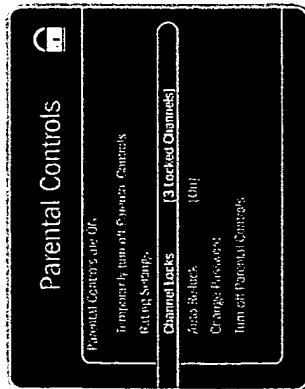 Parental Controls
Parental Controls are On
Temporarily turn off Parental Controls
Rating Settings
Channel Locks [3 Locked Channels]
Auto Relock [On]
Change Password
Turn off Parental Controls